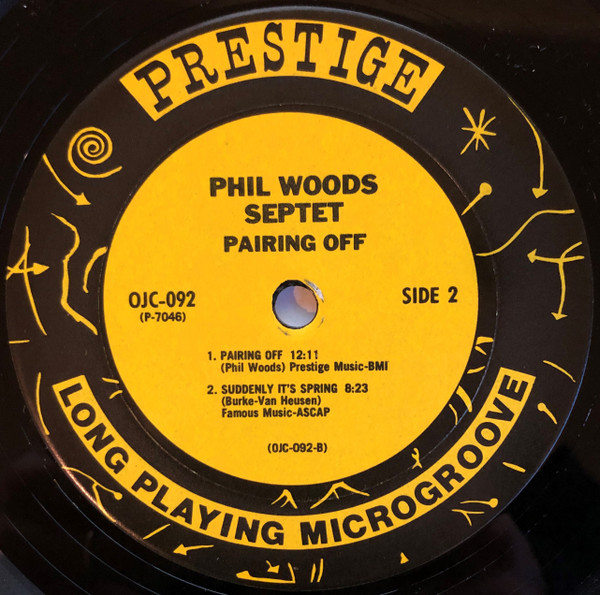 PRESTIGE
PHIL WOODS
SEPTET
PAIRING OFF
OJC-092
(P-7046)
SIDE 2
1. PAIRING OFF 12:11
(Phil Woods) Prestige Music-BMI
2. SUDDENLY IT'S SPRING 8:23
(Burke-Van Heusen)
Famous Music-ASCAP
(OJC-092-B)
LONG PLAYING MICROGROOVE